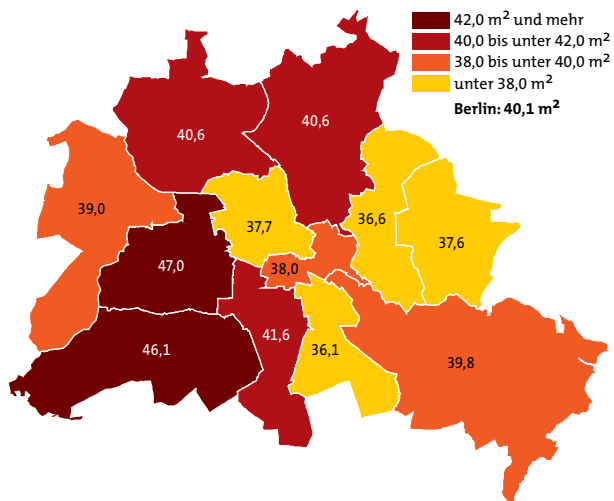 42,0 m² und mehr
40,0 bis unter 42,0 m²
38,0 bis unter 40,0 m²
unter 38,0 m²
Berlin: 40,1 m²
40,6
40,6
39,0
37,7
36,6
37,6
47,0
38,0
41,6
46,1
36,1
39,8